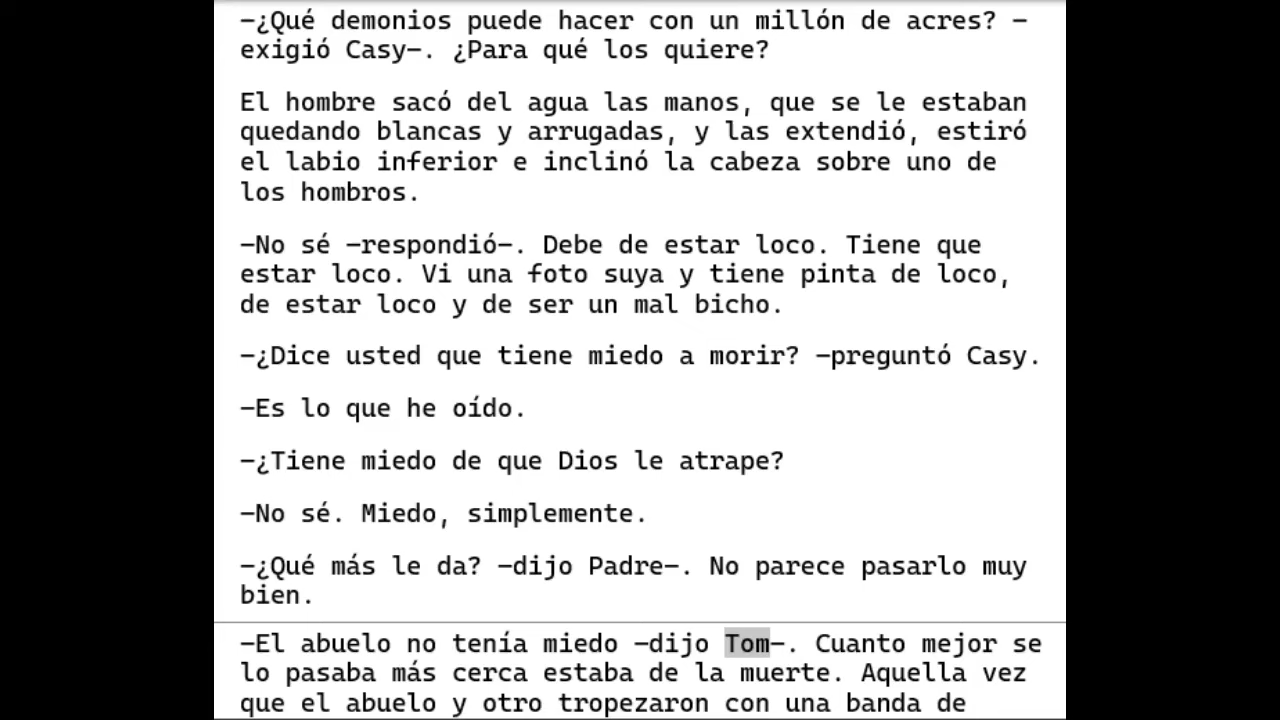 —¿Qué demonios puede hacer con un millón de acres? —
exigió Casy—. ¿Para qué los quiere?
El hombre sacó del agua las manos, que se le estaban
quedando blancas y arrugadas, y las extendió, estiró
el labio inferior e inclinó la cabeza sobre uno de
los hombros.
—No sé —respondió—. Debe de estar loco. Tiene que
estar loco. Vi una foto suya y tiene pinta de loco,
de estar loco y de ser un mal bicho.
—¿Dice usted que tiene miedo a morir? —preguntó Casy.
—Es lo que he oído.
—¿Tiene miedo de que Dios le atrape?
—No sé. Miedo, simplemente.
—¿Qué más le da? —dijo Padre—. No parece pasarlo muy
bien.
—El abuelo no tenía miedo —dijo Tom—. Cuanto mejor se
lo pasaba más cerca estaba de la muerte. Aquella vez
que el abuelo y otro tropezaron con una banda de